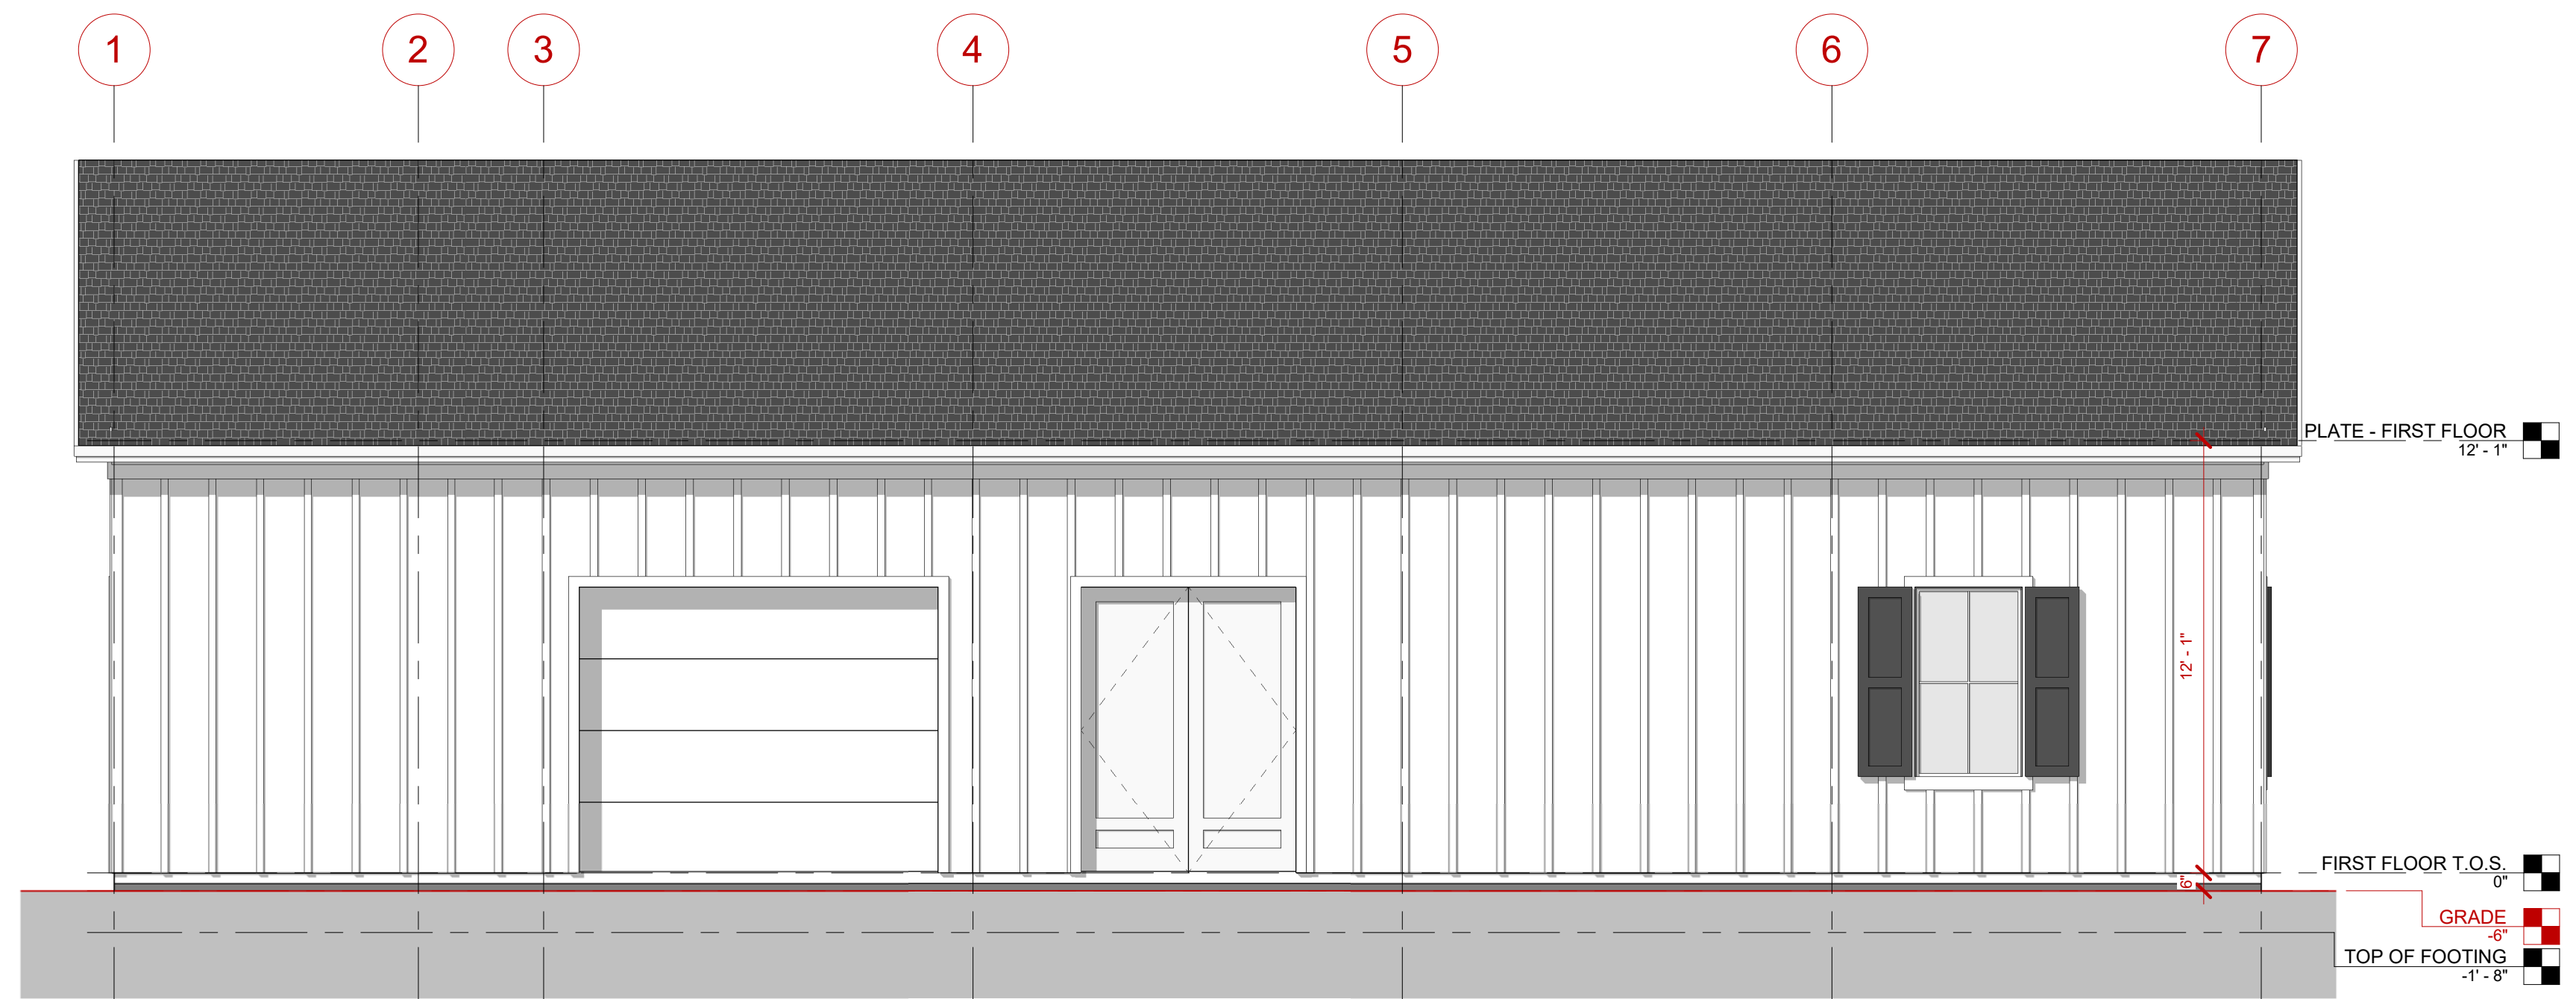 1 2 3 4 5 6 7
PLATE - FIRST FLOOR
12' - 1"
12' - 1"
FIRST FLOOR T.O.S.
0"
6"
GRADE
-6"
TOP OF FOOTING
-1' - 8"